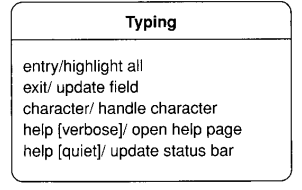 Typing
entry/highlight all
exit/ update field
character/ handle character
help [verbose]/ open help page
help [quiet]/ update status bar